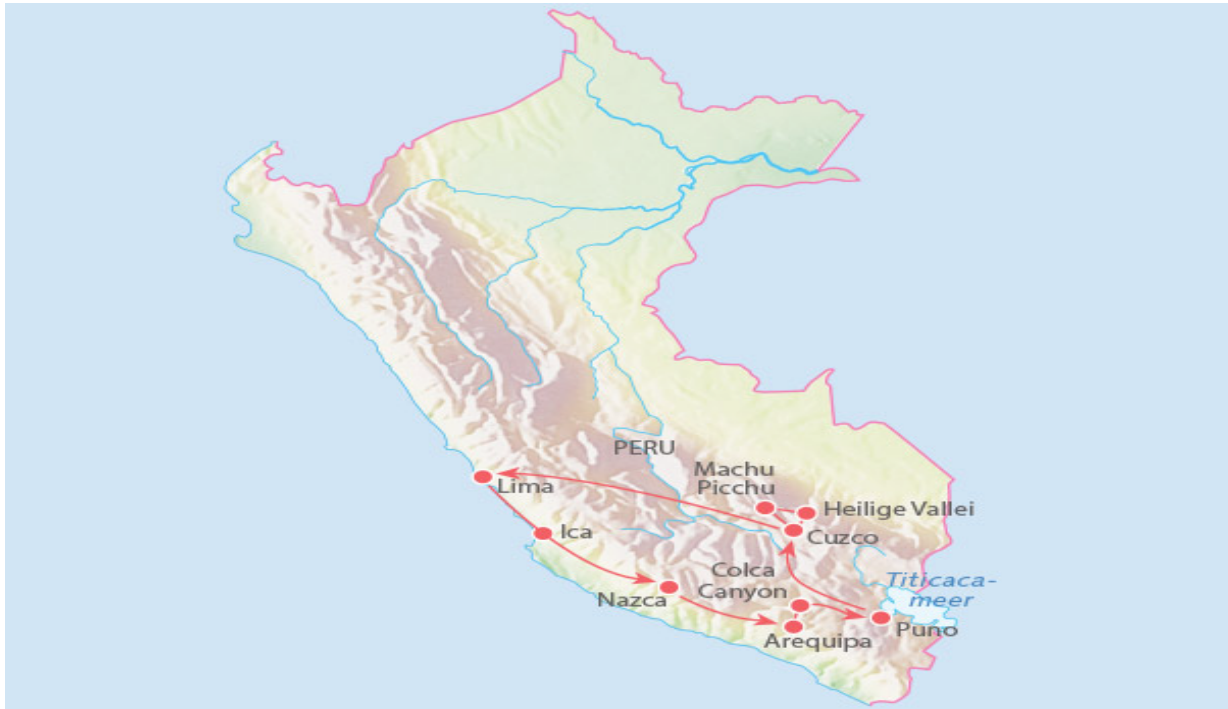 PERU
Machu
Picchu
Lima
Heilige Vallei
Ica
Cuzco
Colca
Canyon
Titicaca-
meer
Nazca
Arequipa
Puno